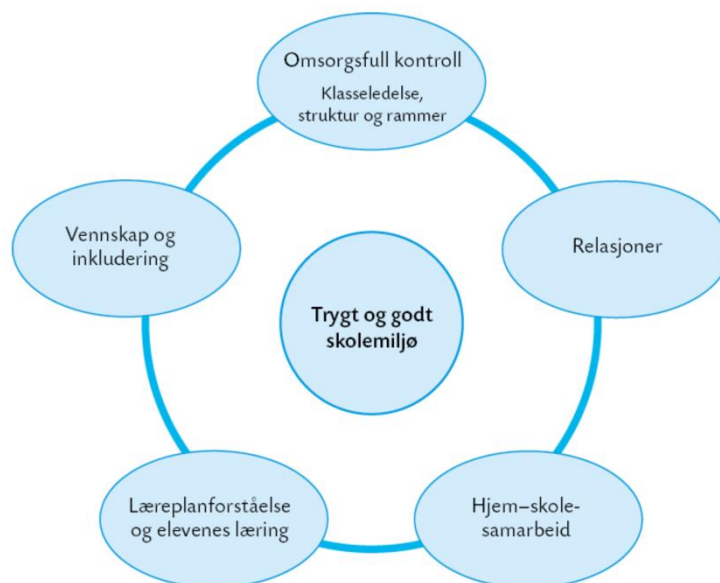 Omsorgsfull kontroll
Klasseledelse,
struktur og rammer
Vennskap og
inkludering
Relasjoner
Trygt og godt
skolemiljø
Læreplanforståelse
og elevenes læring
Hjem–skole-
samarbeid